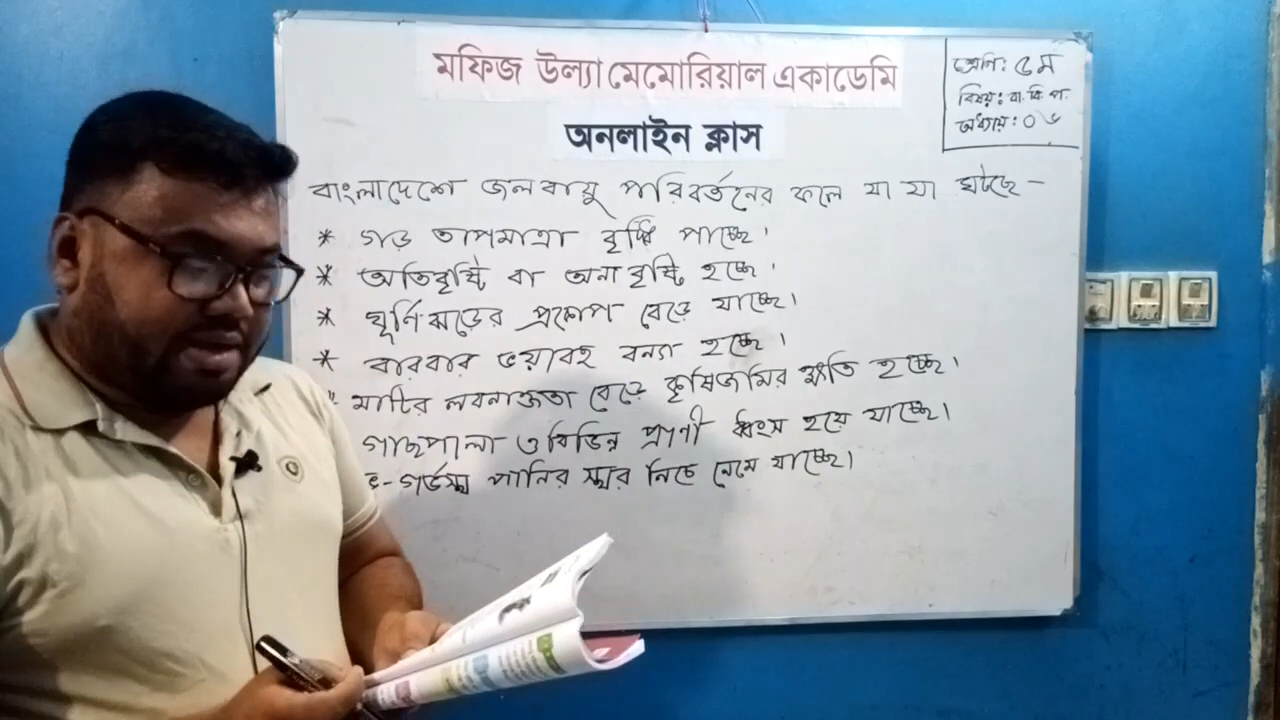 মফিজ উল্যা মেমোরিয়াল একাডেমি
অনলাইন ক্লাস
শ্রেণি: ৫ম
বিষয়: বা. বি. প.
অধ্যায়: ০৬
বাংলাদেশে জলবায়ু পরিবর্তনের ফলে যা যা ঘটছে -
* গড় তাপমাত্রা বৃদ্ধি পাচ্ছে।
* অতিবৃষ্টি বা অনাবৃষ্টি হচ্ছে।
* ঘূর্ণিঝড়ের প্রকোপ বেড়ে যাচ্ছে।
* বারবার ভয়াবহ বন্যা হচ্ছে।
* মাটির লবনাক্ততা বেড়ে কৃষিজমির ক্ষতি হচ্ছে।
গাছপালা ও বিভিন্ন প্রাণী ধ্বংস হয়ে যাচ্ছে।
ভূ-গর্ভস্থ পানির স্তর নিচে নেমে যাচ্ছে।